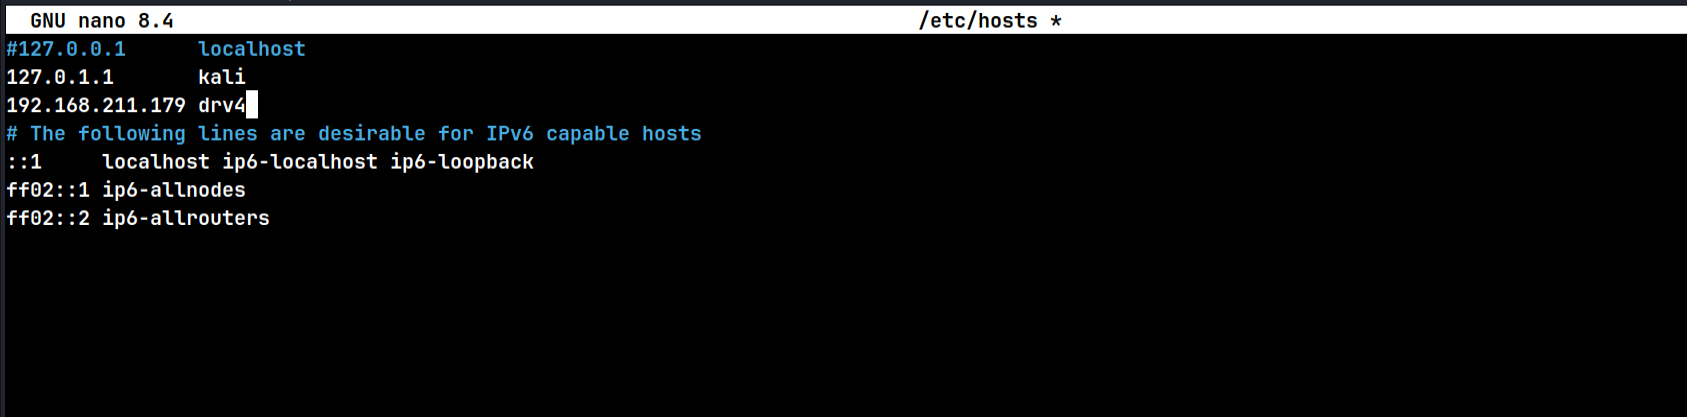 GNU nano 8.4 /etc/hosts *
#127.0.0.1 localhost
127.0.1.1 kali
192.168.211.179 drv4
# The following lines are desirable for IPv6 capable hosts
::1 localhost ip6-localhost ip6-loopback
ff02::1 ip6-allnodes
ff02::2 ip6-allrouters